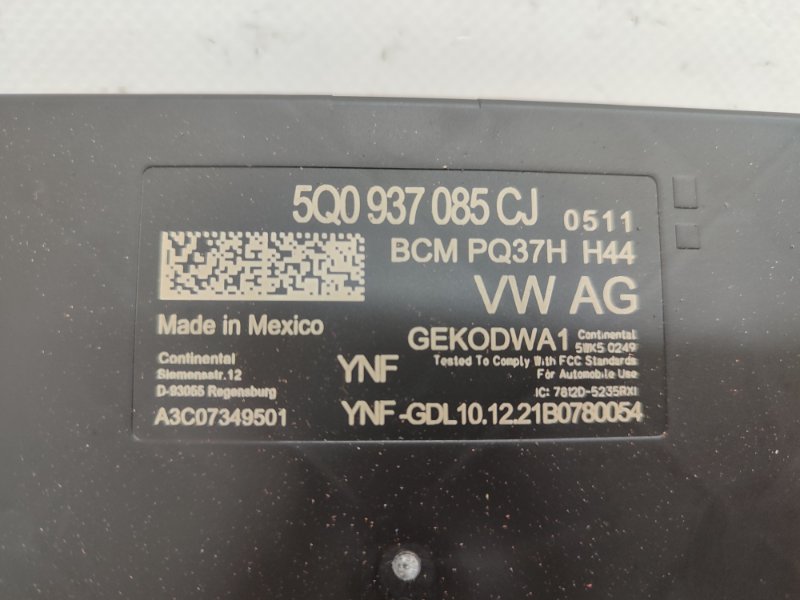 5Q0 937 085 CJ 0511
BCM PQ37H H44
VW AG
Made in Mexico
GEKODWA1 Continental
5WK5 0249
Continental
Siemensstr.12
D-93055 Regensburg
YNF
Tested To Comply With FCC Standards
For Automobile Use
IC: 7812D-5235RXI
A3C07349501
YNF-GDL10.12.21B0780054